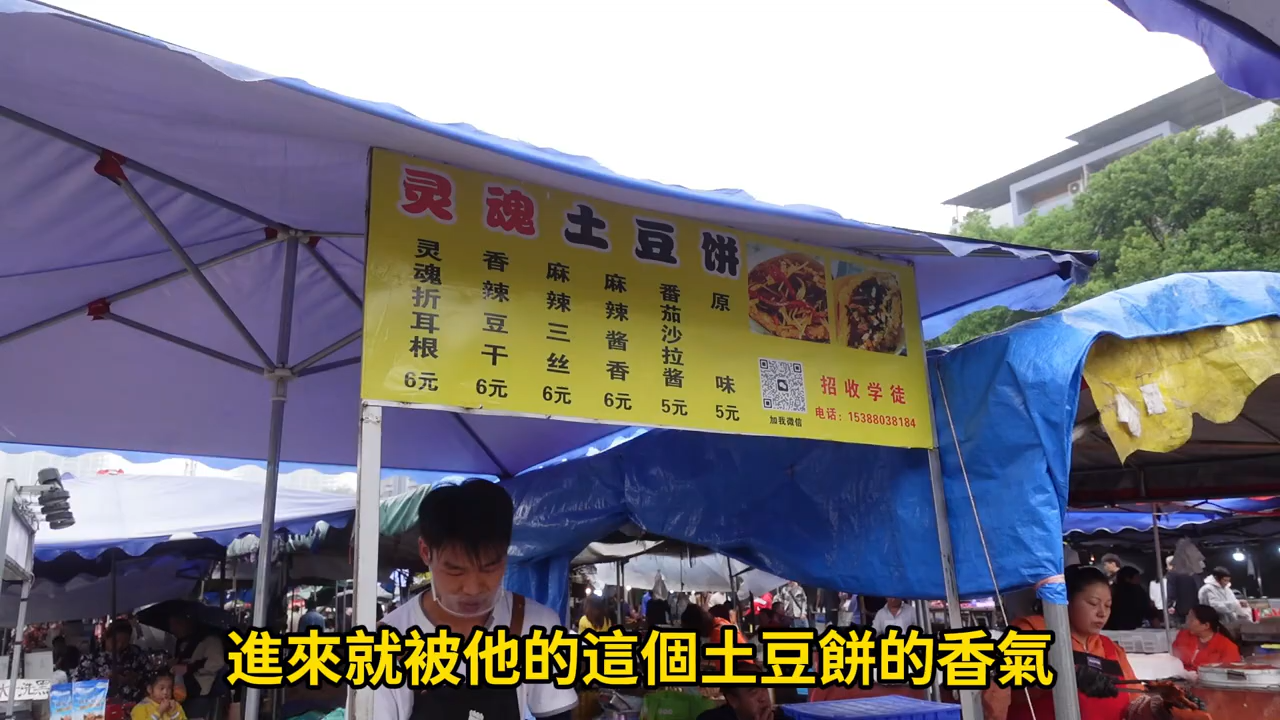 灵魂土豆饼
灵魂折耳根
6元
香辣豆干
6元
麻辣三丝
6元
麻辣酱香
6元
番茄沙拉酱
5元
原味
5元
加我微信
招收学徒
电话：15388038184
進來就被他的這個土豆餅的香氣